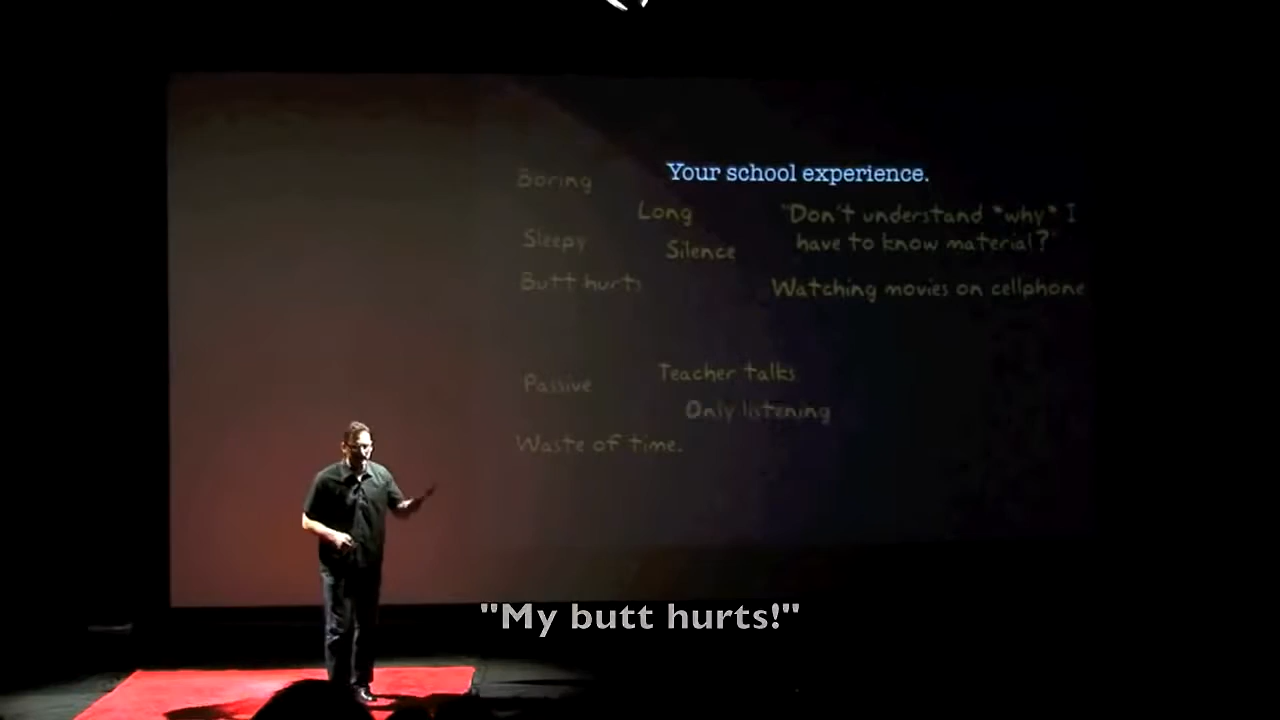 Your school experience.
Boring
Long
"Don't understand *why* I
have to know material?"
Sleepy
Silence
Butt hurts
Watching movies on cellphone
Passive
Teacher talks
Only listening
Waste of time.
"My butt hurts!"